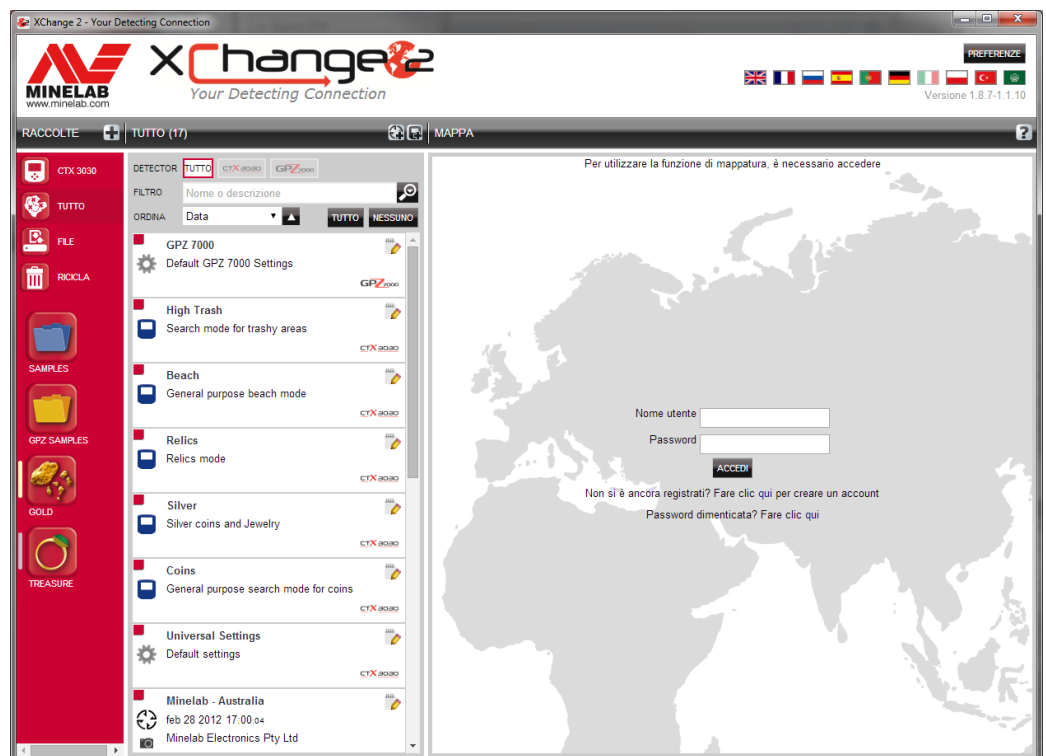 XChange 2 - Your Detecting Connection
MINELAB
www.minelab.com
XChange 2
Your Detecting Connection
PREFERENZE
Versione 1.8.7-1.1.10
RACCOLTE
TUTTO (17)
MAPPA
?
CTX 3030
TUTTO
FILE
RICICLA
SAMPLES
GPZ SAMPLES
GOLD
TREASURE
DETECTOR TUTTO CTX 3030 GPZ 7000
FILTRO Nome o descrizione
ORDINA Data TUTTO NESSUNO
GPZ 7000
Default GPZ 7000 Settings
GPZ 7000
High Trash
Search mode for trashy areas
CTX 3030
Beach
General purpose beach mode
CTX 3030
Relics
Relics mode
CTX 3030
Silver
Silver coins and Jewelry
CTX 3030
Coins
General purpose search mode for coins
CTX 3030
Universal Settings
Default settings
CTX 3030
Minelab - Australia
feb 28 2012 17:00:04
Minelab Electronics Pty Ltd
Per utilizzare la funzione di mappatura, è necessario accedere
Nome utente
Password
ACCEDI
Non si è ancora registrati? Fare clic qui per creare un account
Password dimenticata? Fare clic qui